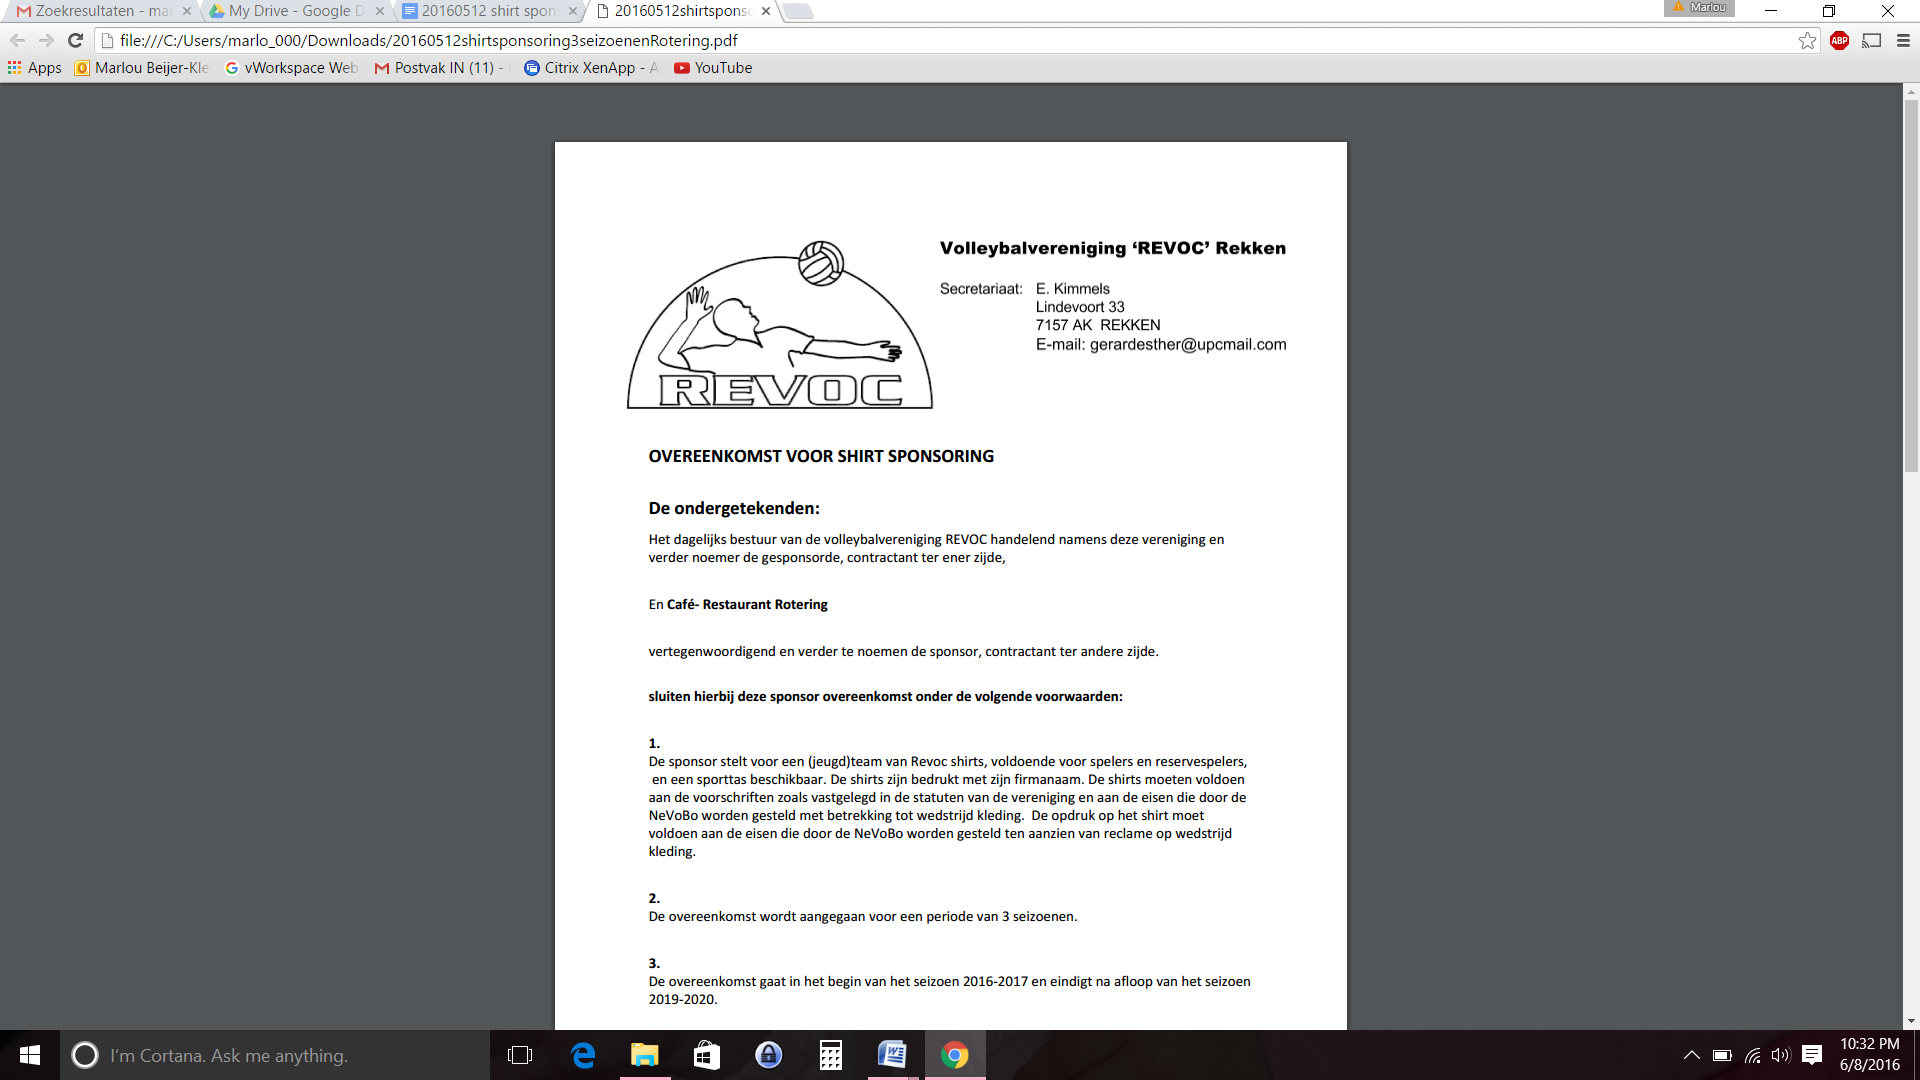 Zoekresultaten - mar
My Drive - Google D
20160512 shirt spon
20160512shirtsponso
Marlou
file:///C:/Users/marlo_000/Downloads/20160512shirtsponsoring3seizoenenRotering.pdf
ABP
Apps
Marlou Beijer-Kle
vWorkspace Web
Postvak IN (11) -
Citrix XenApp - A
YouTube
Volleybalvereniging ‘REVOC’ Rekken
Secretariaat: E. Kimmels
Lindevoort 33
7157 AK REKKEN
E-mail: gerardesther@upcmail.com
REVOC
OVEREENKOMST VOOR SHIRT SPONSORING
De ondergetekenden:
Het dagelijks bestuur van de volleybalvereniging REVOC handelend namens deze vereniging en
verder noemer de gesponsorde, contractant ter ener zijde,
En Café- Restaurant Rotering
vertegenwoordigend en verder te noemen de sponsor, contractant ter andere zijde.
sluiten hierbij deze sponsor overeenkomst onder de volgende voorwaarden:
1.
De sponsor stelt voor een (jeugd)team van Revoc shirts, voldoende voor spelers en reservespelers,
en een sporttas beschikbaar. De shirts zijn bedrukt met zijn firmanaam. De shirts moeten voldoen
aan de voorschriften zoals vastgelegd in de statuten van de vereniging en aan de eisen die door de
NeVoBo worden gesteld met betrekking tot wedstrijd kleding. De opdruk op het shirt moet
voldoen aan de eisen die door de NeVoBo worden gesteld ten aanzien van reclame op wedstrijd
kleding.
2.
De overeenkomst wordt aangegaan voor een periode van 3 seizoenen.
3.
De overeenkomst gaat in het begin van het seizoen 2016-2017 en eindigt na afloop van het seizoen
2019-2020.
I'm Cortana. Ask me anything.
10:32 PM
6/8/2016